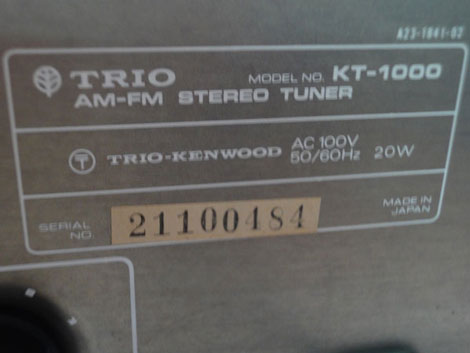 A23-1841-02
TRIO MODEL NO. KT-1000
AM-FM STEREO TUNER
TRIO-KENWOOD AC 100V 50/60Hz 20W
SERIAL NO. 21100484
MADE IN JAPAN